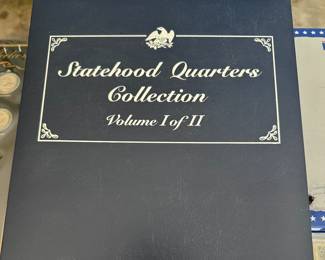 Statehood Quarters
Collection
Volume I of II